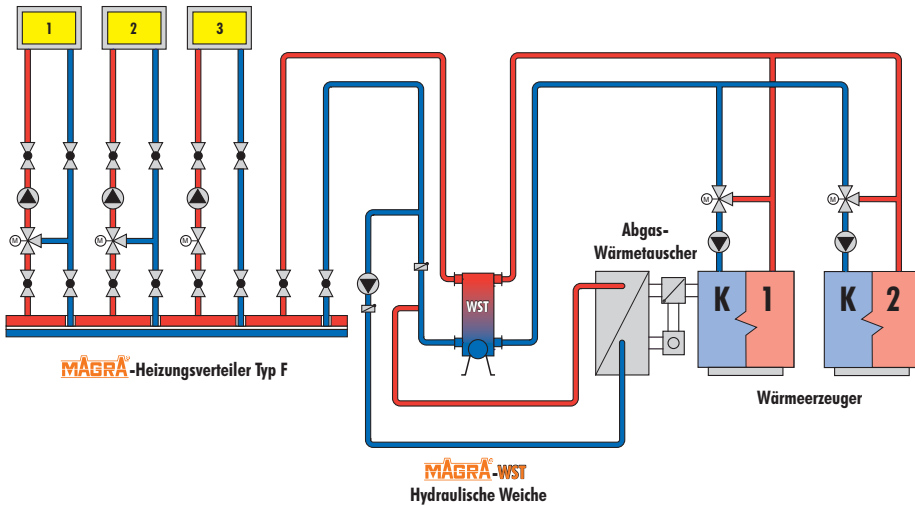 1
2
3
M
M
M
M
M
Abgas-
Wärmetauscher
WST
K 1
K 2
MAGRA®-Heizungsverteiler Typ F
Wärmeerzeuger
MAGRA®-WST
Hydraulische Weiche